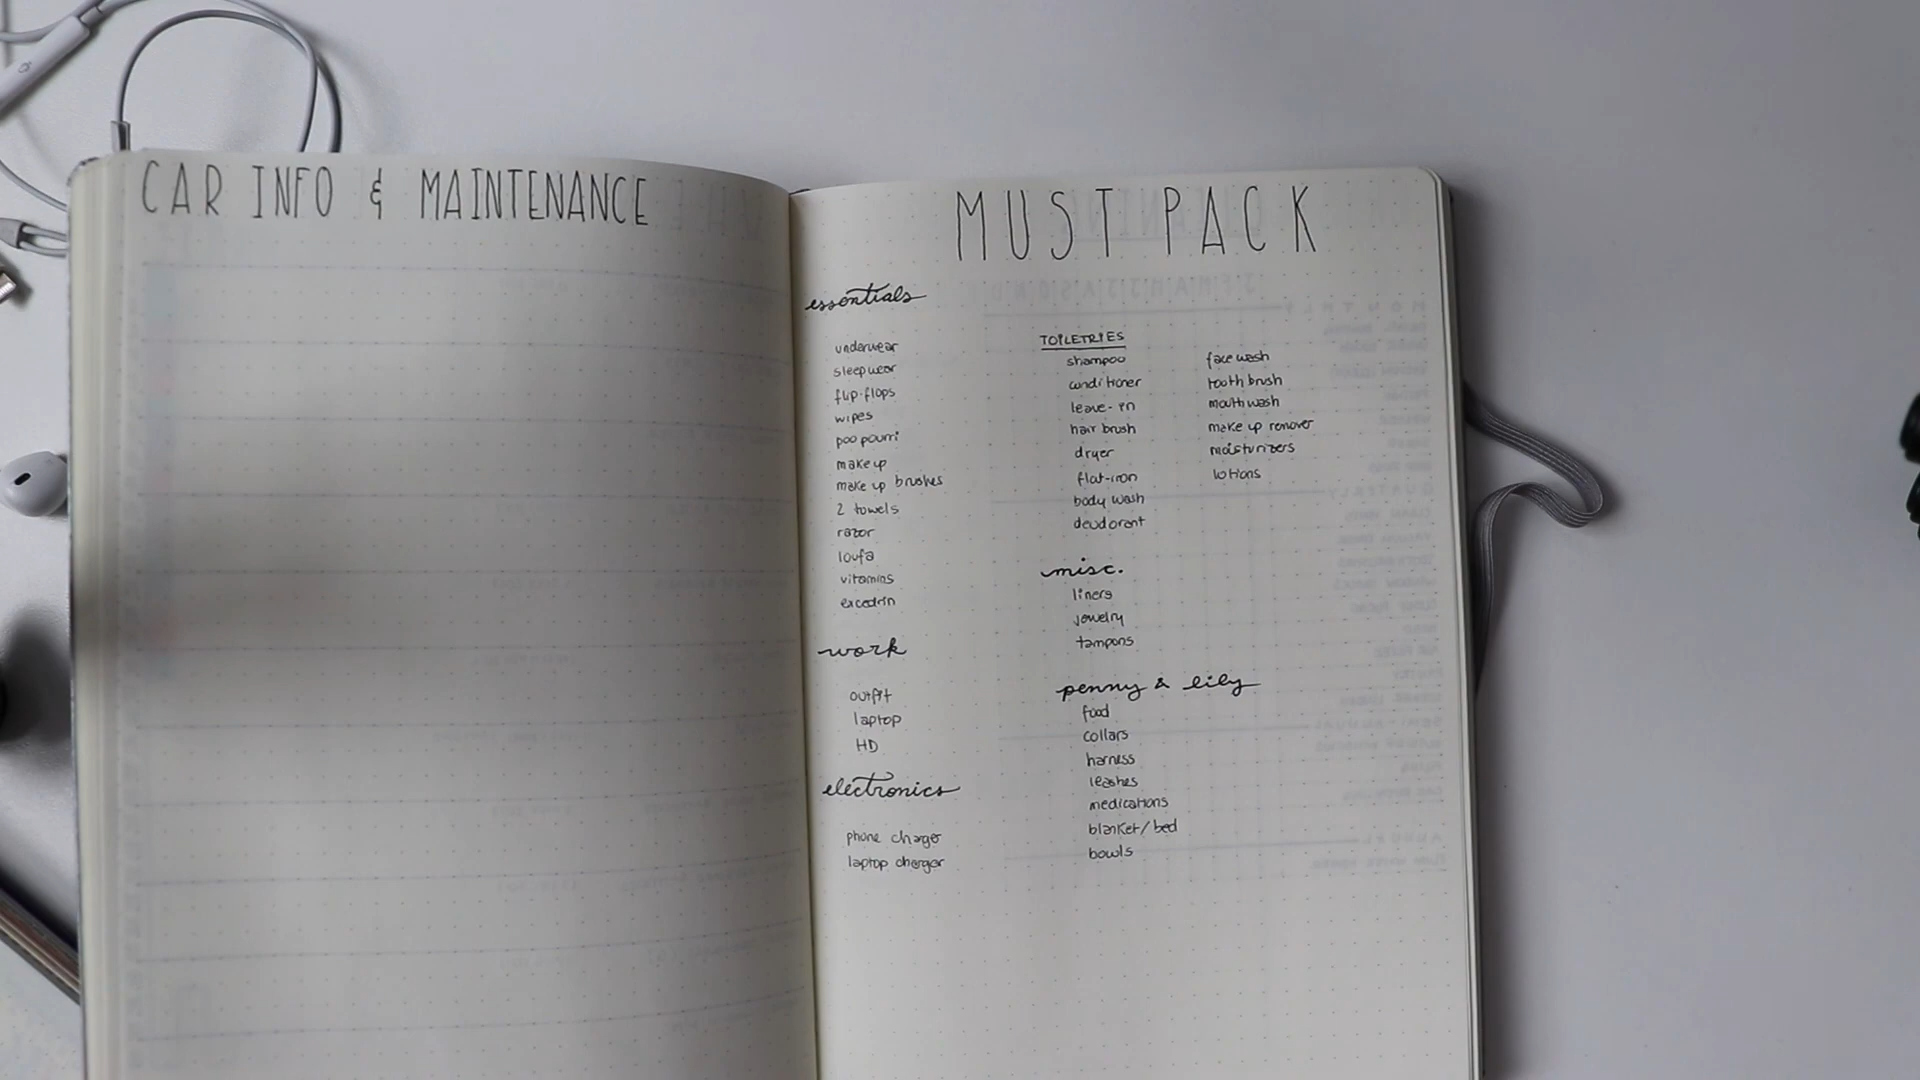 CAR INFO & MAINTENANCE
MUST PACK
essentials
underwear
sleepwear
flip-flops
wipes
poo pourri
make up
make up brushes
2 towels
razor
loufa
vitamins
excedrin
work
outfit
laptop
HD
electronics
phone charger
laptop charger
TOILETRIES
shampoo
conditioner
leave-in
hair brush
dryer
flat-iron
body wash
deodorant
face wash
tooth brush
mouth wash
make up remover
moisturizers
lotions
misc.
liners
jewelry
tampons
penny & lily
food
collars
harness
leashes
medications
blanket/bed
bowls